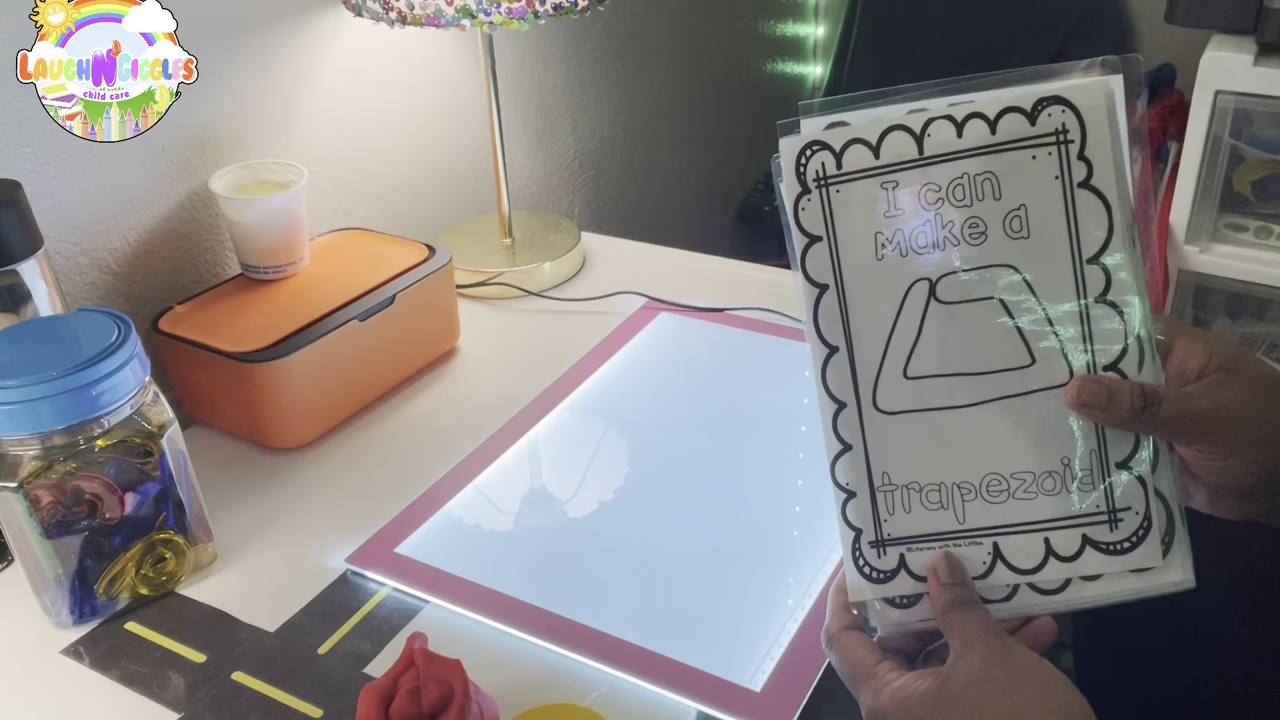 LAUGHNGIGGLES
child care
I can
make a
trapezoid
©Literacy with the Littles